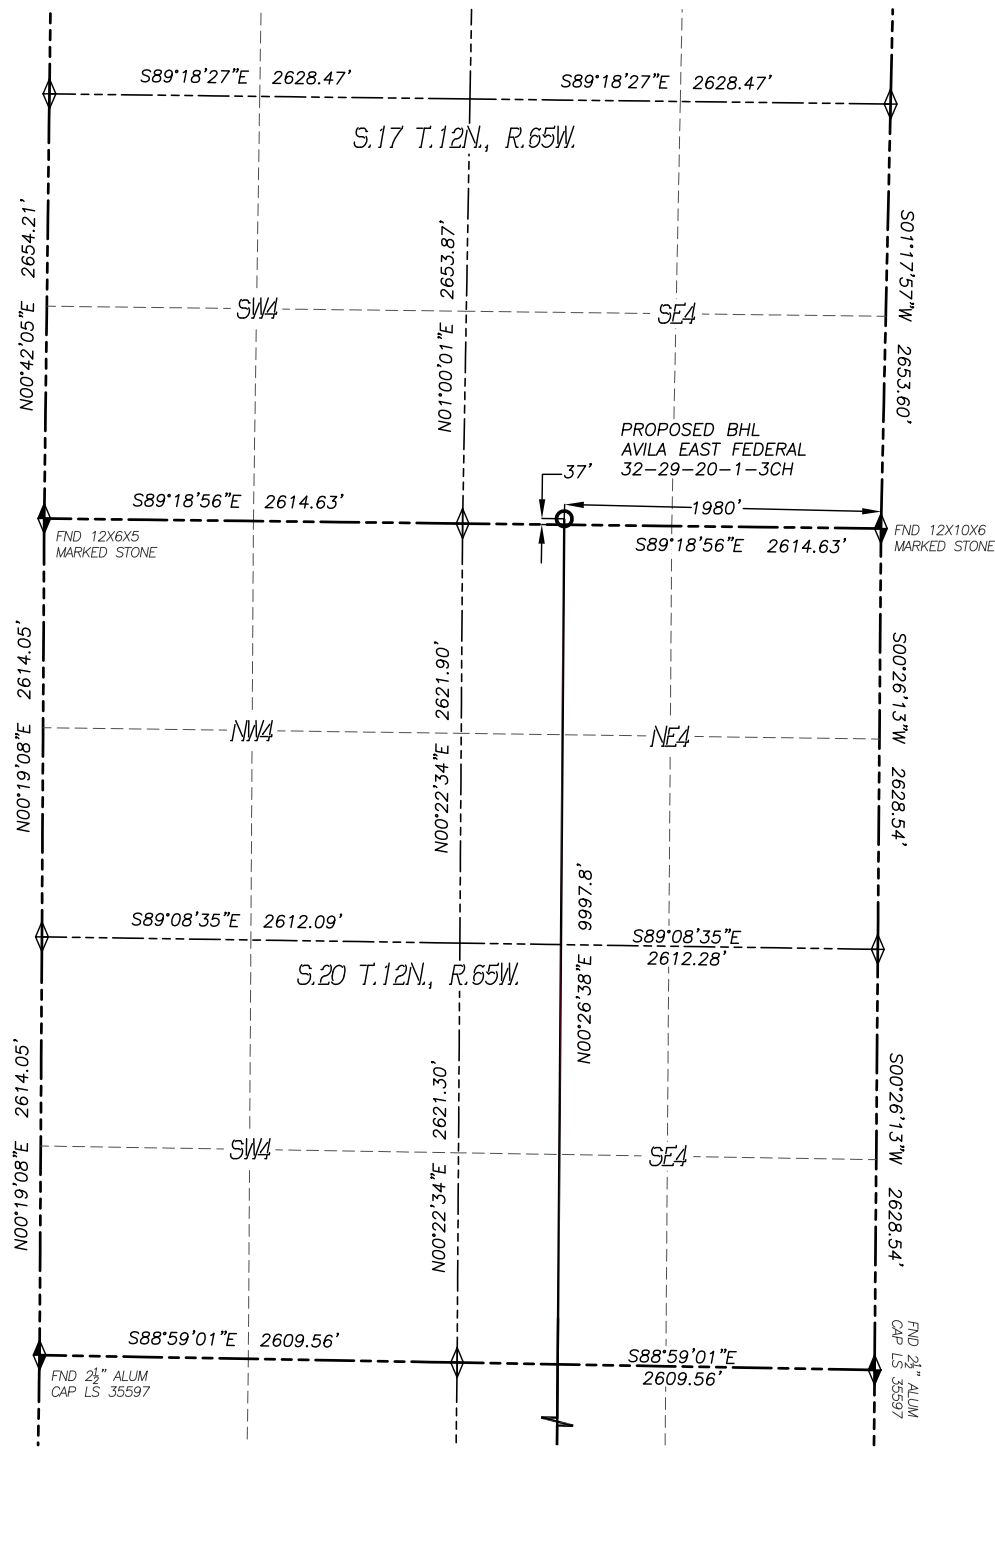 S89°18'27"E 2628.47'
S89°18'27"E 2628.47'
S.17 T.12N., R.65W.
N00°42'05"E 2654.21'
N01°00'01"E 2653.87'
S01°17'57"W 2653.60'
SW4
SE4
PROPOSED BHL
AVILA EAST FEDERAL
32-29-20-1-3CH
37'
1980'
S89°18'56"E 2614.63'
S89°18'56"E 2614.63'
FND 12X6X5
MARKED STONE
FND 12X10X6
MARKED STONE
N00°19'08"E 2614.05'
N00°22'34"E 2621.90'
S00°26'13"W 2628.54'
NW4
NE4
N00°26'38"E 9997.8'
S89°08'35"E 2612.09'
S89°08'35"E
2612.28'
S.20 T.12N., R.65W.
N00°19'08"E 2614.05'
N00°22'34"E 2621.30'
S00°26'13"W 2628.54'
SW4
SE4
S88°59'01"E 2609.56'
S88°59'01"E
2609.56'
FND 2½" ALUM
CAP LS 35597
FND 2½" ALUM
CAP LS 35597